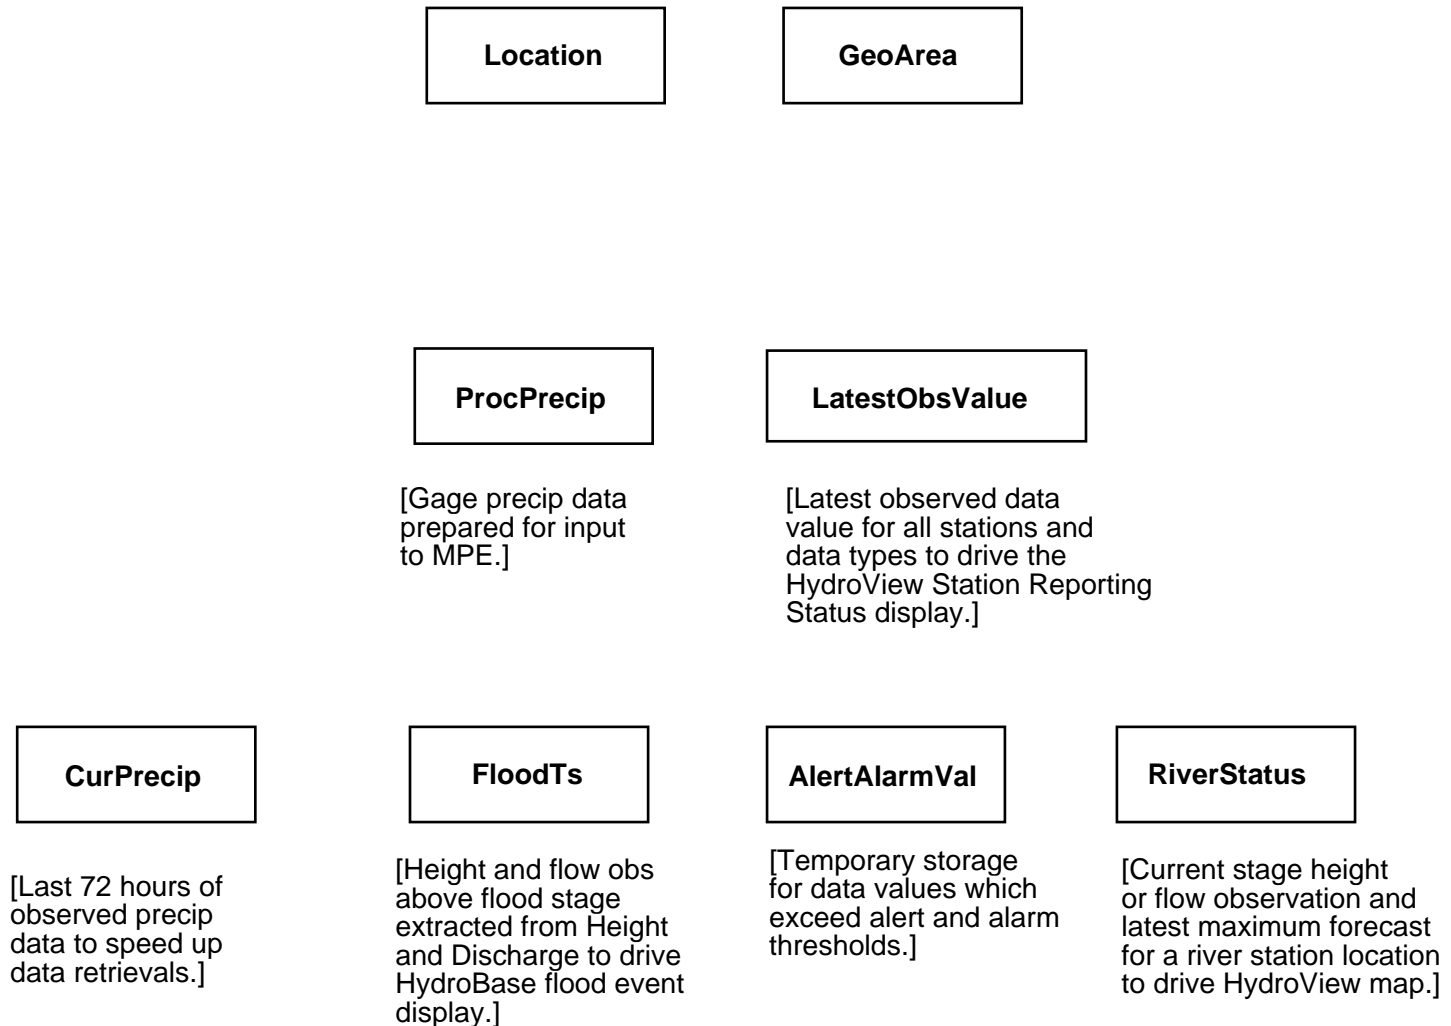 Location
GeoArea
ProcPrecip
LatestObsValue
[Gage precip data
prepared for input
to MPE.]
[Latest observed data
value for all stations and
data types to drive the
HydroView Station Reporting
Status display.]
CurPrecip
FloodTs
AlertAlarmVal
RiverStatus
[Last 72 hours of
observed precip
data to speed up
data retrievals.]
[Height and flow obs
above flood stage
extracted from Height
and Discharge to drive
HydroBase flood event
display.]
[Temporary storage
for data values which
exceed alert and alarm
thresholds.]
[Current stage height
or flow observation and
latest maximum forecast
for a river station location
to drive HydroView map.]